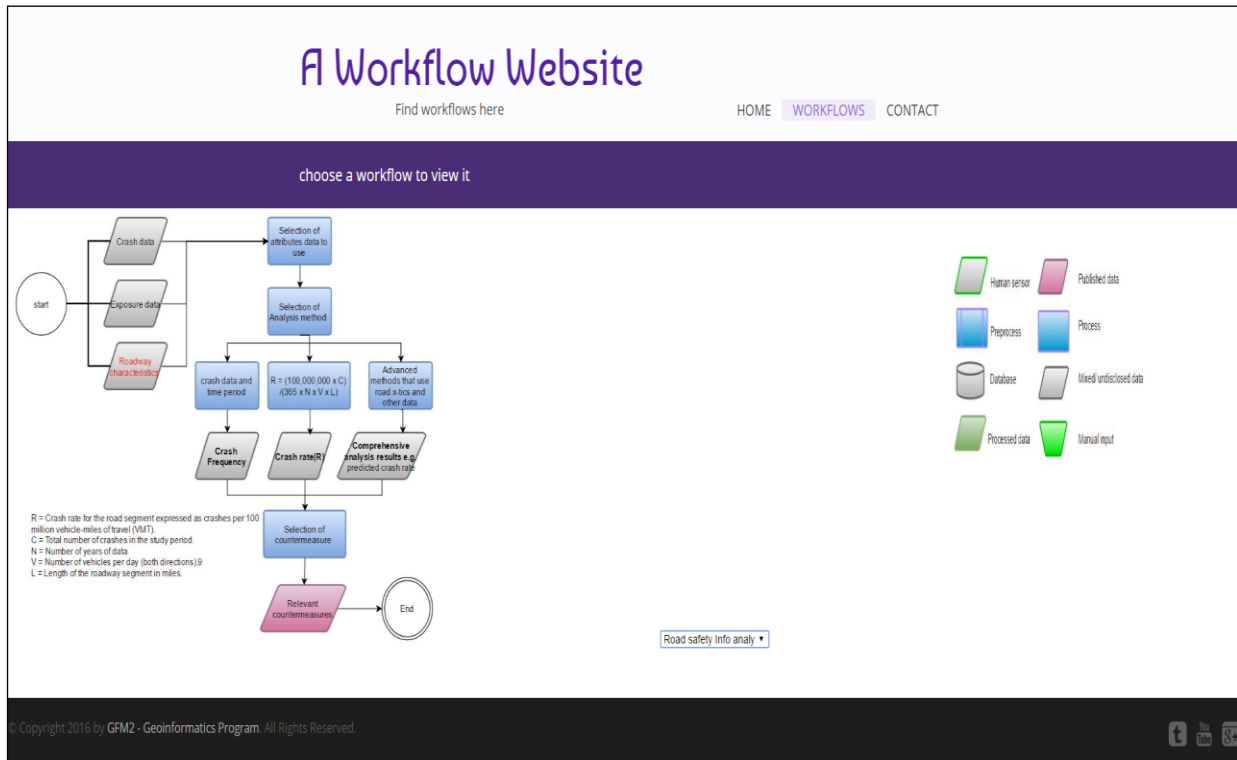 A Workflow Website
Find workflows here
HOME
WORKFLOWS
CONTACT
choose a workflow to view it
start
Crash data
Exposure data
Roadway
characteristics
Selection of
attributes data to
use
Selection of
Analysis method
crash data and
time period
R = (100,000,000 x C)
/(365 x N x V x L)
Advanced
methods that use
road x-tics and
other data
Crash
Frequency
Crash rate(R)
Comprehensive
analysis results e.g.
predicted crash rate
R = Crash rate for the road segment expressed as crashes per 100
million vehicle-miles of travel (VMT).
C = Total number of crashes in the study period.
N = Number of years of data.
V = Number of vehicles per day (both directions).9
L = Length of the roadway segment in miles.
Selection of
countermeasure
Relevant
countermeasures
End
Human sensor
Published data
Preprocess
Process
Database
Mixed/ undisclosed data
Processed data
Manual input
Road safety Info analy
© Copyright 2016 by GFM2 - Geoinformatics Program. All Rights Reserved.
t
You
Tube
g+